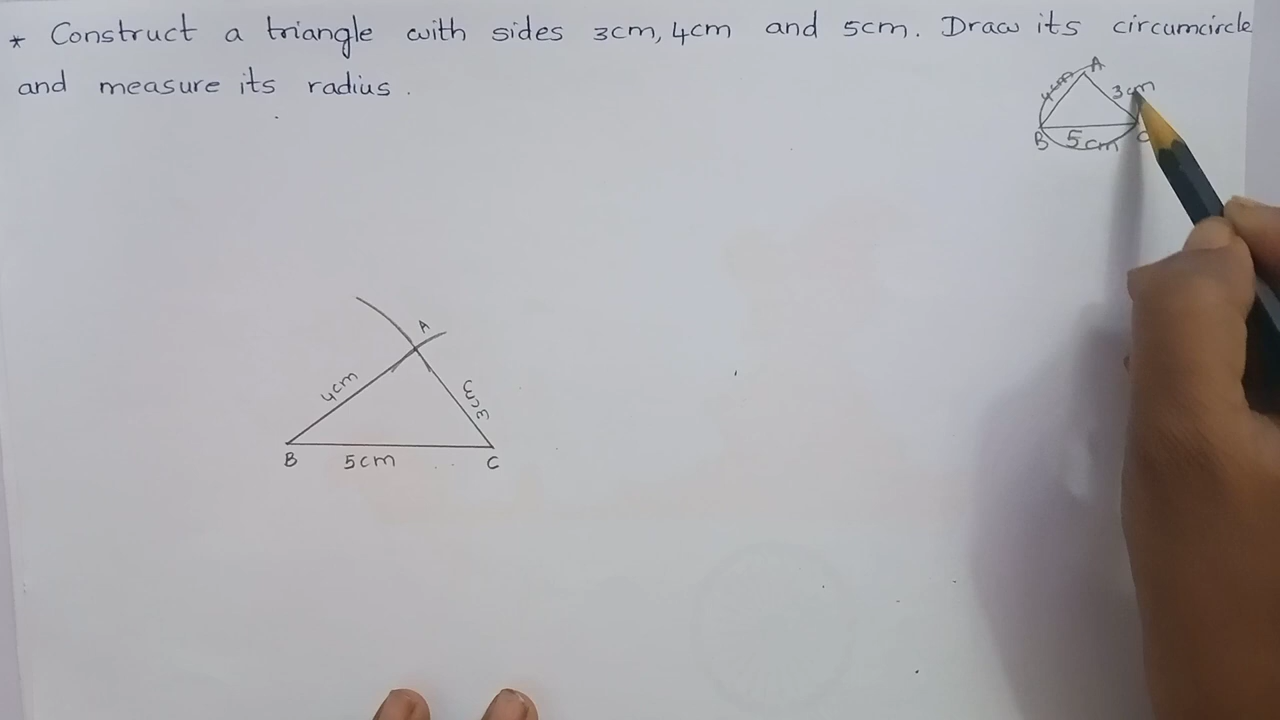 * Construct a triangle with sides 3cm, 4cm and 5cm. Draw its circumcircle
and measure its radius.
A
4cm 3cm
B 5cm C
A
4cm 3cm
B 5cm C